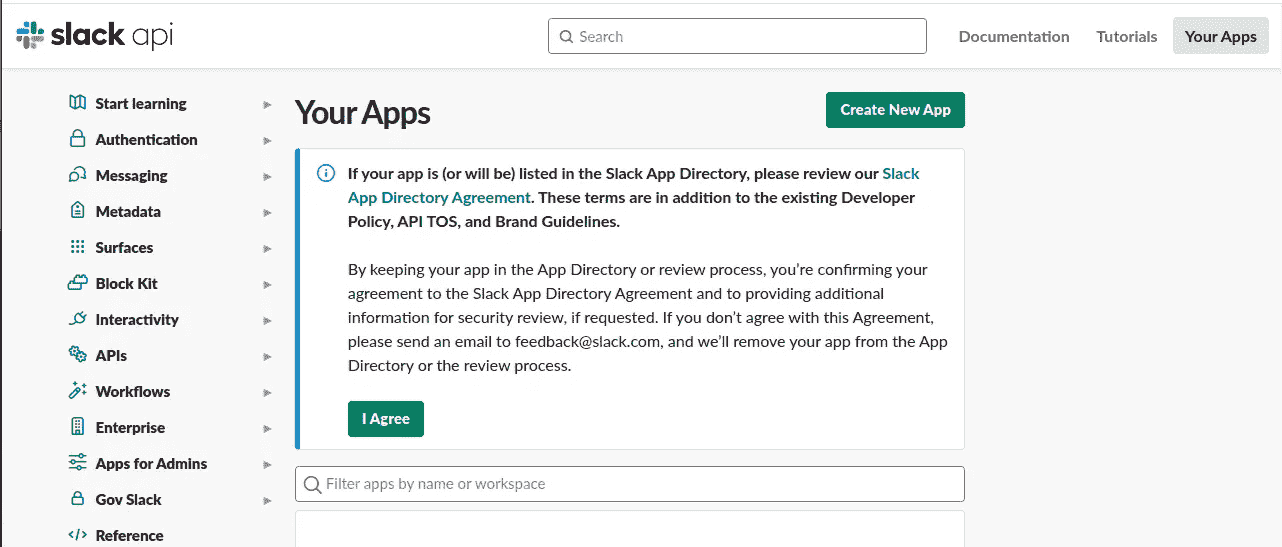 slack api
Search
Documentation
Tutorials
Your Apps
Start learning
Authentication
Messaging
Metadata
Surfaces
Block Kit
Interactivity
APIs
Workflows
Enterprise
Apps for Admins
Gov Slack
Reference
Your Apps
Create New App
If your app is (or will be) listed in the Slack App Directory, please review our Slack
App Directory Agreement. These terms are in addition to the existing Developer
Policy, API TOS, and Brand Guidelines.
By keeping your app in the App Directory or review process, you’re confirming your
agreement to the Slack App Directory Agreement and to providing additional
information for security review, if requested. If you don’t agree with this Agreement,
please send an email to feedback@slack.com, and we’ll remove your app from the App
Directory or the review process.
I Agree
Filter apps by name or workspace